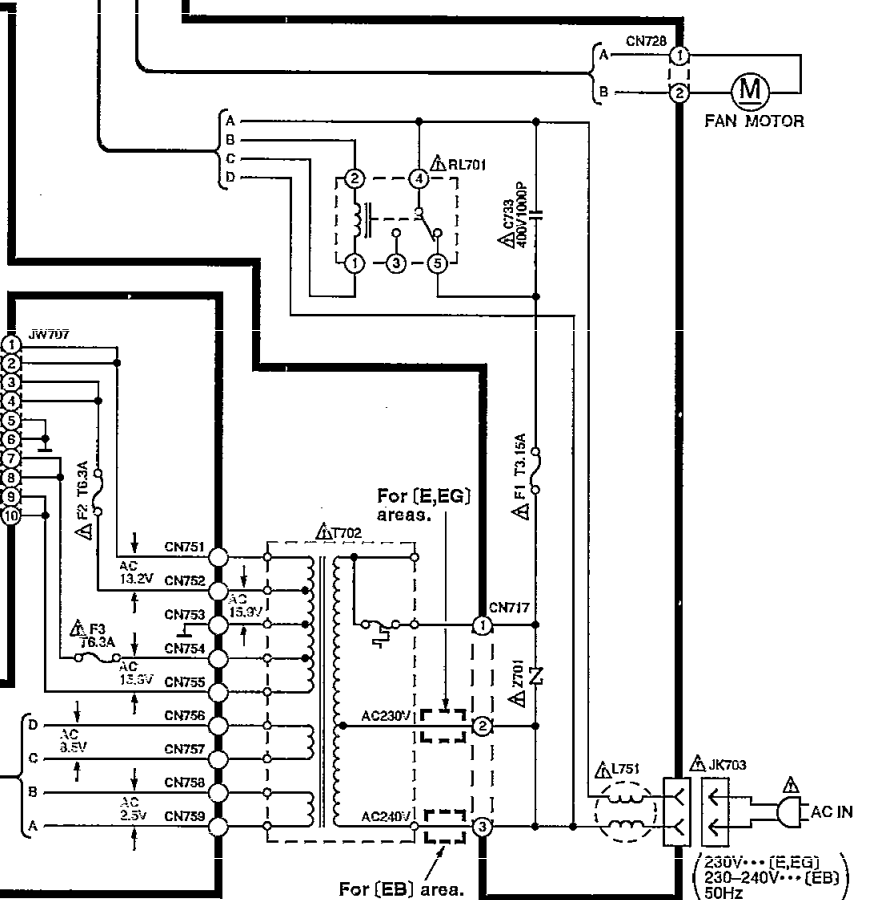 A
CN728
1
B
2
M
FAN MOTOR
A
B
C
D
2
4
RL701
C733
400V1000P
1
3
5
JW707
1
2
3
4
5
6
7
8
9
10
F2 T6.3A
F1 T3.15A
For (E,EG)
areas.
T702
CN751
AC
13.2V
CN752
AC
CN753
F3
T6.3A
CN754
AC
CN755
CN717
1
Z701
D
AC
CN756
AC230V
2
C
CN757
B
CN758
AC
2.5V
A
CN759
AC240V
3
L751
JK703
AC IN
For (EB) area.
230V··· (E,EG)
230–240V··· (EB)
50Hz